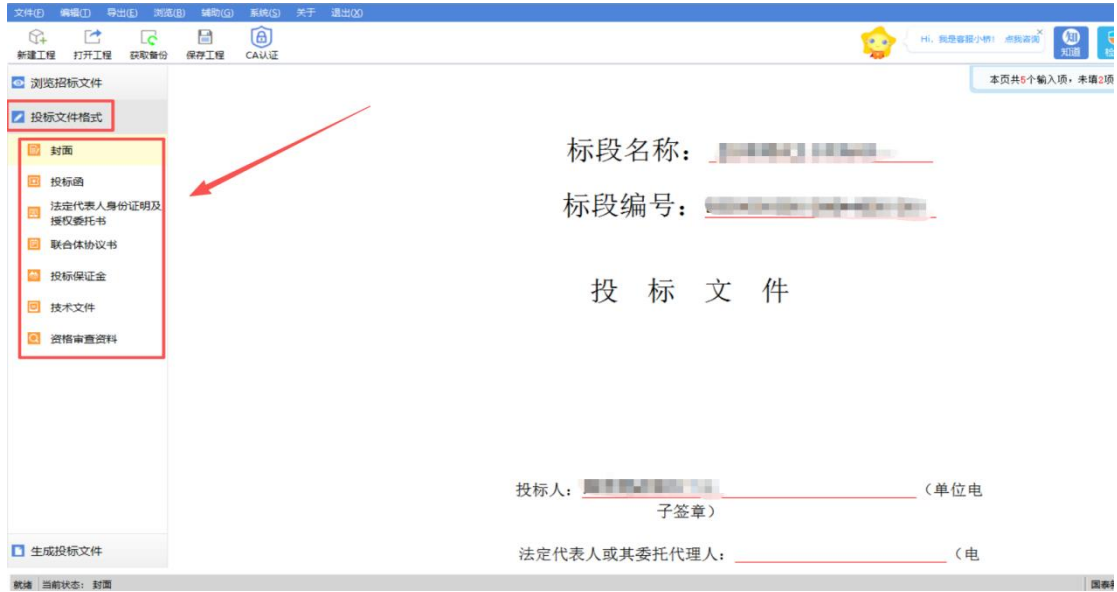 文件(F) 编辑(T) 导出(E) 浏览(B) 辅助(G) 系统(S) 关于 退出(X)
新建工程 打开工程 获取备份 保存工程 CA认证
Hi，我是客服小桥！ 点我咨询
知道
浏览招标文件
本页共5个输入项，未填2项
投标文件格式
封面
投标函
法定代表人身份证明及
授权委托书
联合体协议书
投标保证金
技术文件
资格审查资料
标段名称：
标段编号：
投 标 文 件
投标人： （单位电
子签章）
法定代表人或其委托代理人： （电
生成投标文件
就绪 当前状态: 封面
国泰